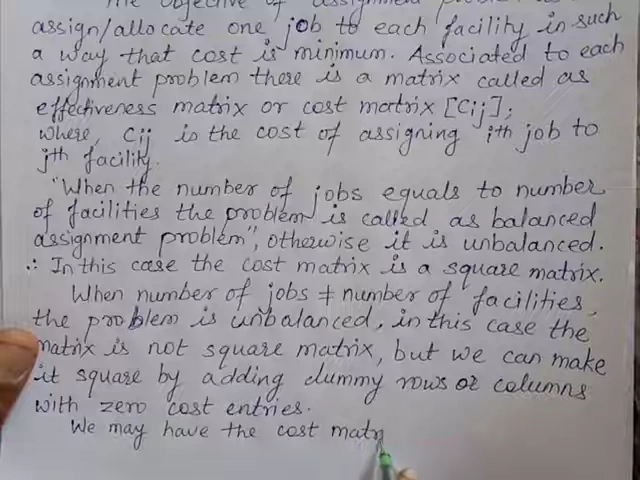 The objective of assignment problem is
assign/allocate one job to each facility in such
a way that cost is minimum. Associated to each
assignment problem there is a matrix called as
effectiveness matrix or cost matrix [Cij];
where, Cij is the cost of assigning ith job to
jth facility.
"When the number of jobs equals to number
of facilities the problem is called as balanced
assignment problem", otherwise it is unbalanced.
∴ In this case the cost matrix is a square matrix.
When number of jobs ≠ number of facilities,
the problem is unbalanced, in this case the
matrix is not square matrix, but we can make
it square by adding dummy rows or columns
with zero cost entries.
We may have the cost matr